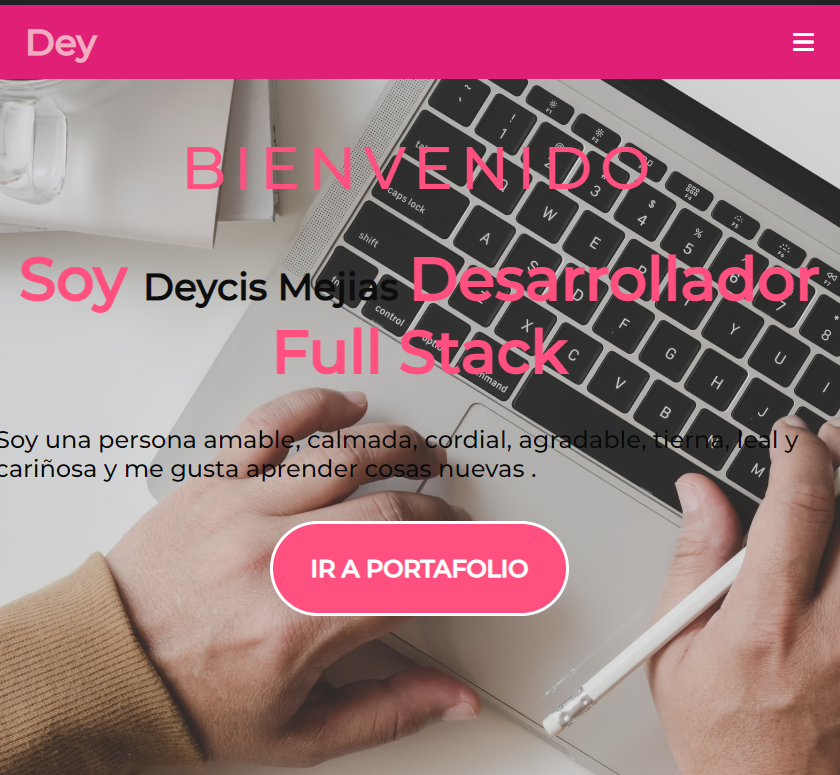 Dey
BIENVENIDO
Soy Deycis Mejias Desarrollador
Full Stack
Soy una persona amable, calmada, cordial, agradable, tierna, leal y
cariñosa y me gusta aprender cosas nuevas .
IR A PORTAFOLIO